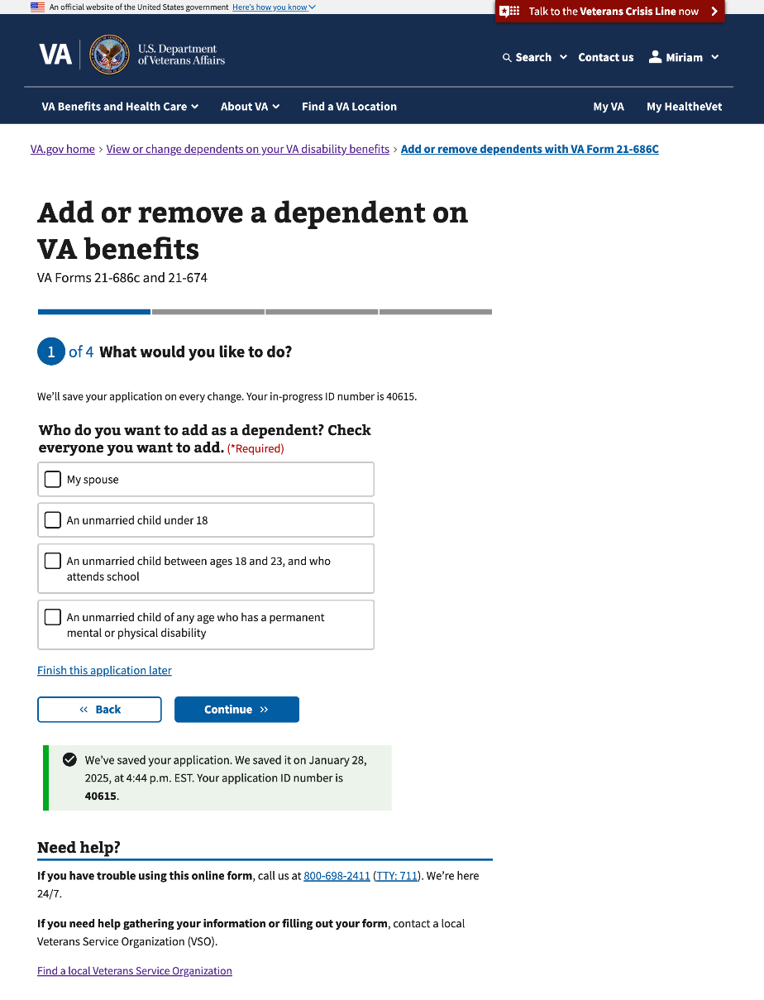 An official website of the United States government Here's how you know
Talk to the Veterans Crisis Line now
VA
U.S. Department
of Veterans Affairs
Search
Contact us
Miriam
VA Benefits and Health Care
About VA
Find a VA Location
My VA
My HealtheVet
VA.gov home › View or change dependents on your VA disability benefits › Add or remove dependents with VA Form 21-686C
Add or remove a dependent on
VA benefits
VA Forms 21-686c and 21-674
1 of 4 What would you like to do?
We'll save your application on every change. Your in-progress ID number is 40615.
Who do you want to add as a dependent? Check
everyone you want to add. (*Required)
My spouse
An unmarried child under 18
An unmarried child between ages 18 and 23, and who
attends school
An unmarried child of any age who has a permanent
mental or physical disability
Finish this application later
« Back
Continue »
We've saved your application. We saved it on January 28,
2025, at 4:44 p.m. EST. Your application ID number is
40615.
Need help?
If you have trouble using this online form, call us at 800-698-2411 (TTY: 711). We're here
24/7.
If you need help gathering your information or filling out your form, contact a local
Veterans Service Organization (VSO).
Find a local Veterans Service Organization